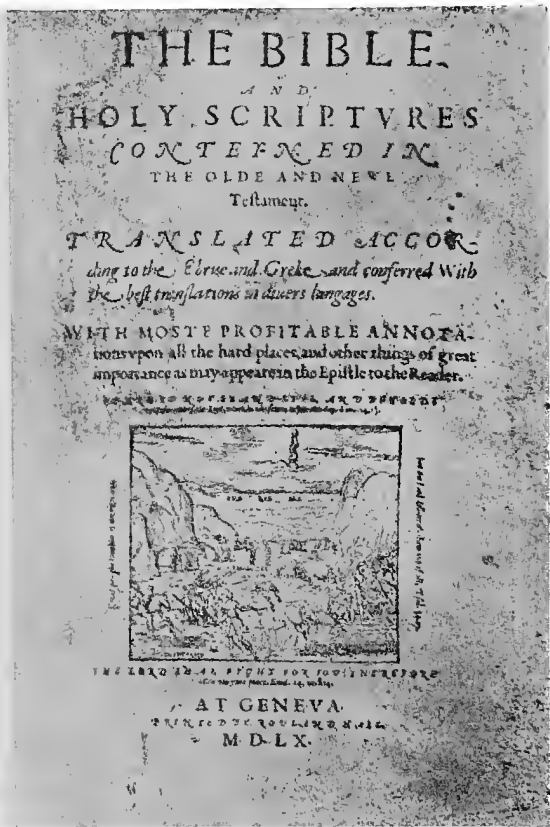 THE BIBLE
AND
HOLY SCRIPTVRES
CONTEYNED IN
THE OLDE AND NEWE
Testament.
TRANSLATED ACCOR-
ding to the Ebrue and Greke, and conferred With
the best translations in diuers langages.
WITH MOSTE PROFITABLE ANNOTA-
tions vpon all the hard places, and other things of great
importance as may appeare in the Epistle to the Reader.
THE LORD SHAL FIGHT FOR YOU: THEREFORE
AT GENEVA.
PRINTED BY ROULAND HALL
M.D.LX.